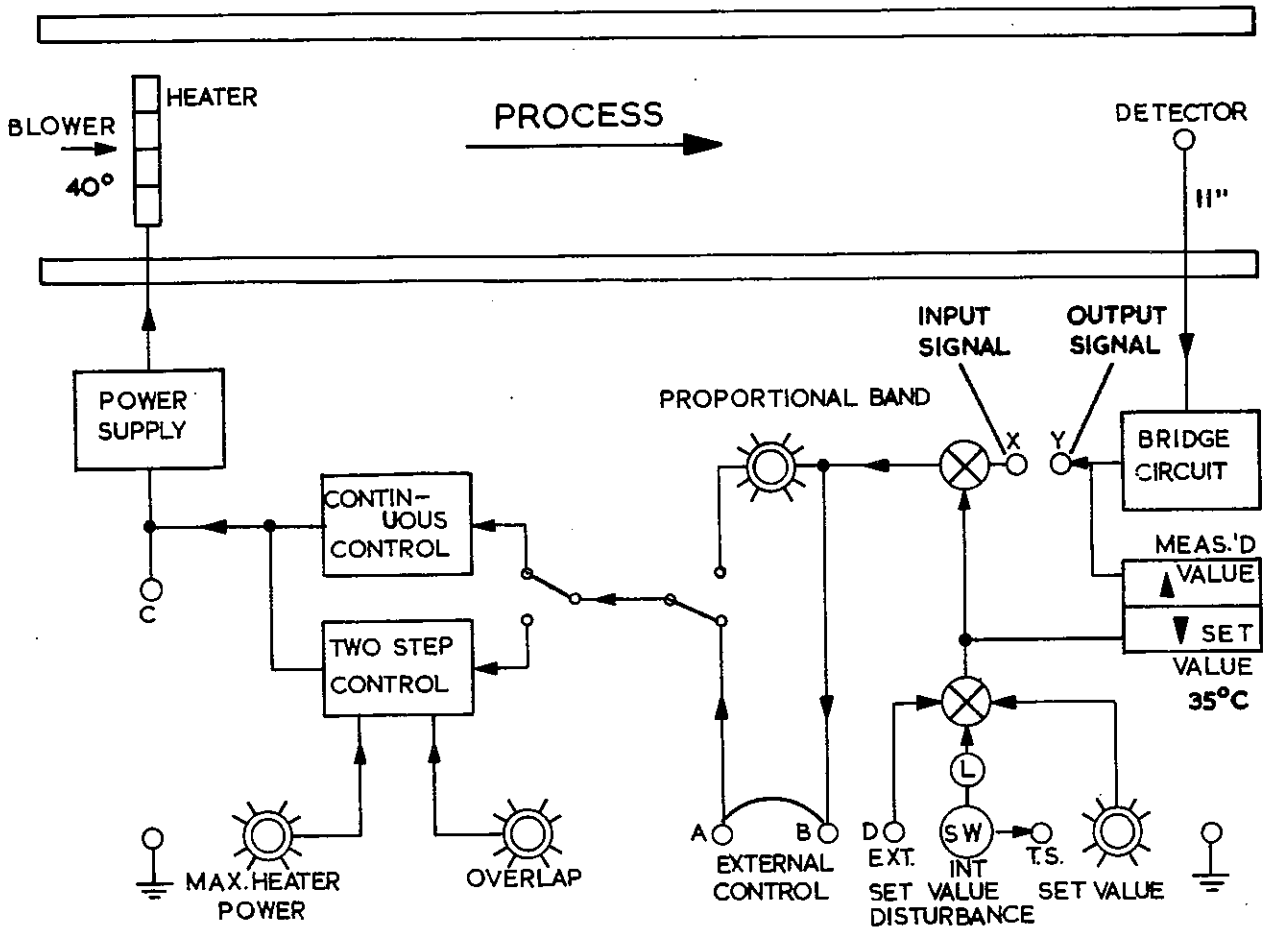 HEATER
BLOWER
40°
PROCESS
DETECTOR
11"
INPUT
SIGNAL
OUTPUT
SIGNAL
POWER
SUPPLY
PROPORTIONAL BAND
X
Y
BRIDGE
CIRCUIT
CONTIN-
UOUS
CONTROL
MEAS.'D
VALUE
C
TWO STEP
CONTROL
SET
VALUE
35°C
L
A
B
D
SW
EXT.
INT
T.S.
MAX. HEATER
POWER
OVERLAP
EXTERNAL
CONTROL
SET VALUE
DISTURBANCE
SET VALUE